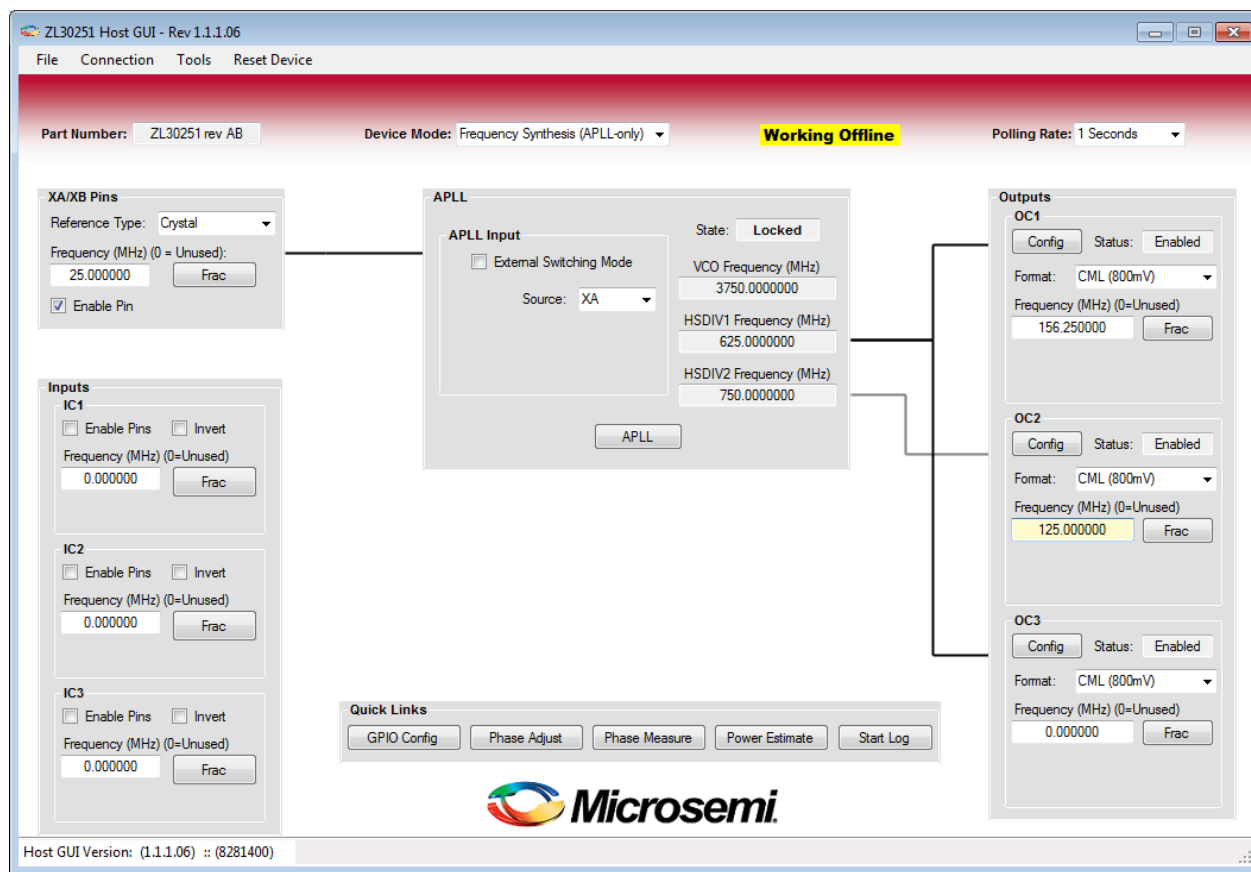 ZL30251 Host GUI - Rev 1.1.1.06
File Connection Tools Reset Device
Part Number: ZL30251 rev AB Device Mode: Frequency Synthesis (APLL-only) Working Offline Polling Rate: 1 Seconds
XA/XB Pins
Reference Type: Crystal
Frequency (MHz) (0 = Unused):
25.000000 Frac
Enable Pin
Inputs
IC1
Enable Pins Invert
Frequency (MHz) (0=Unused)
0.000000 Frac
IC2
Enable Pins Invert
Frequency (MHz) (0=Unused)
0.000000 Frac
IC3
Enable Pins Invert
Frequency (MHz) (0=Unused)
0.000000 Frac
APLL
APLL Input
External Switching Mode
Source: XA
State: Locked
VCO Frequency (MHz)
3750.0000000
HSDIV1 Frequency (MHz)
625.0000000
HSDIV2 Frequency (MHz)
750.0000000
APLL
Outputs
OC1
Config Status: Enabled
Format: CML (800mV)
Frequency (MHz) (0=Unused)
156.250000 Frac
OC2
Config Status: Enabled
Format: CML (800mV)
Frequency (MHz) (0=Unused)
125.000000 Frac
OC3
Config Status: Enabled
Format: CML (800mV)
Frequency (MHz) (0=Unused)
0.000000 Frac
Quick Links
GPIO Config Phase Adjust Phase Measure Power Estimate Start Log
Microsemi.
Host GUI Version: (1.1.1.06) :: (8281400)